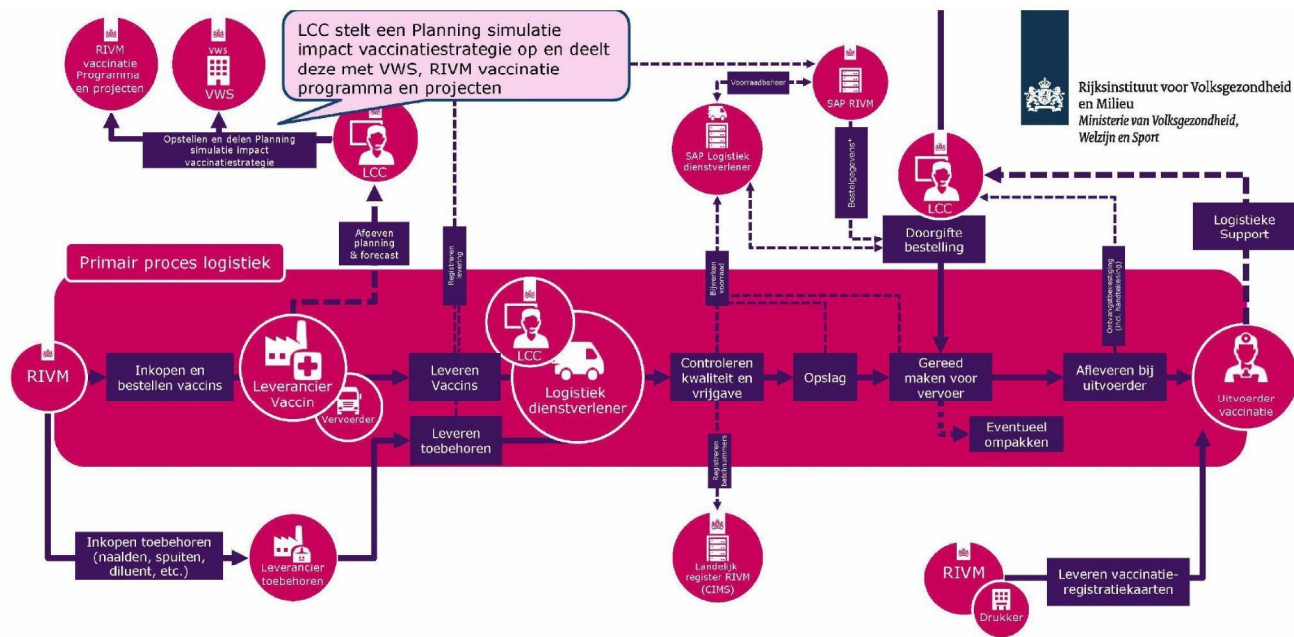 RIVM
vaccinatie
Programma
en projecten
vws
VWS
LCC stelt een Planning simulatie
impact vaccinatiestrategie op en deelt
deze met VWS, RIVM vaccinatie
programma en projecten
Opstellen en delen Planning
simulatie impact
vaccinatiestrategie
LCC
Voorraadbeheer
SAP RIVM
SAP Logistiek
dienstverlener
Bestelgegevens*
Rijksinstituut voor Volksgezondheid
en Milieu
Ministerie van Volksgezondheid,
Welzijn en Sport
LCC
Doorgifte
bestelling
Logistieke
Support
Afgeven
planning
& forecast
Registreren
levering
Bijwerken
voorraad
Ontvangstbevestiging
(incl. handtekening)
Primair proces logistiek
RIVM
Inkopen en
bestellen vaccins
Leverancier
Vaccin
Vervoerder
Leveren
Vaccins
Leveren
toebehoren
LCC
Logistiek
dienstverlener
Controleren
kwaliteit en
vrijgave
Opslag
Gereed
maken voor
vervoer
Eventueel
ompakken
Afleveren bij
uitvoerder
Uitvoerder
vaccinatie
Registreren
batchnummers
Inkopen toebehoren
(naalden, spuiten,
diluent, etc.)
Leverancier
toebehoren
Landelijk
register RIVM
(CIMS)
RIVM
Drukker
Leveren vaccinatie-
registratiekaarten